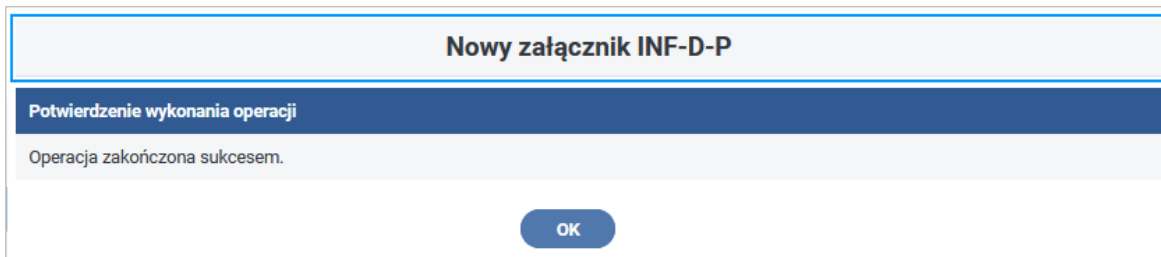 Nowy załącznik INF-D-P
Potwierdzenie wykonania operacji
Operacja zakończona sukcesem.
OK